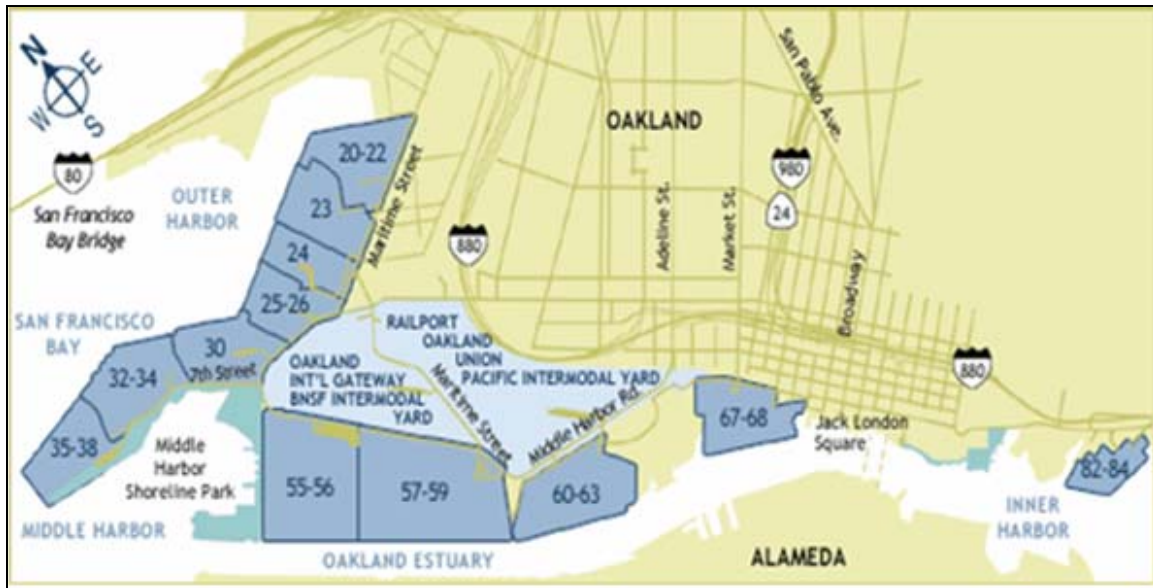 N
E
W
S
80
San Francisco
Bay Bridge
OUTER
HARBOR
20-22
23
24
25-26
Maritime Street
OAKLAND
San Pablo Ave.
980
24
880
Adeline St.
Market St.
Broadway
880
SAN FRANCISCO
BAY
30
7th Street
32-34
35-38
RAILPORT
OAKLAND
UNION
PACIFIC INTERMODAL YARD
OAKLAND
INT'L GATEWAY
BNSF INTERMODAL
YARD
Maritime Street
Middle Harbor Rd.
Middle
Harbor
Shoreline Park
MIDDLE HARBOR
55-56
57-59
60-63
67-68
Jack London
Square
82-84
INNER
HARBOR
OAKLAND ESTUARY
ALAMEDA